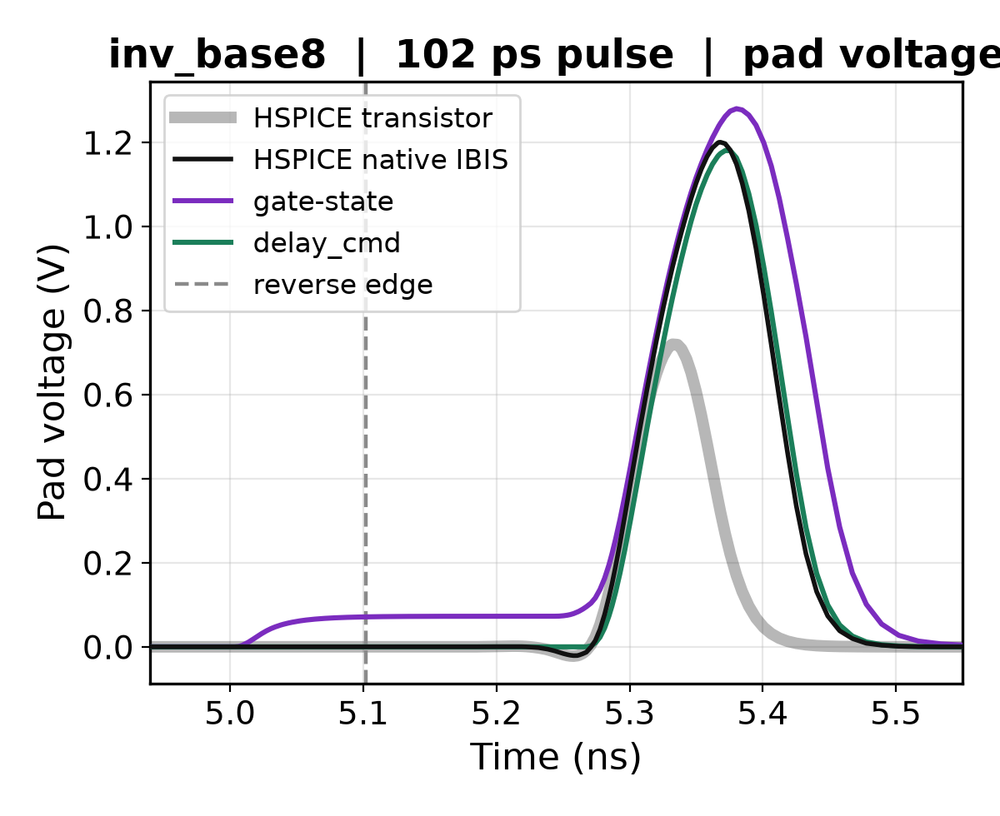 inv_base8 | 102 ps pulse | pad voltage
HSPICE transistor
HSPICE native IBIS
gate-state
delay_cmd
reverse edge
Pad voltage (V)
1.2
1.0
0.8
0.6
0.4
0.2
0.0
5.0 5.1 5.2 5.3 5.4 5.5
Time (ns)